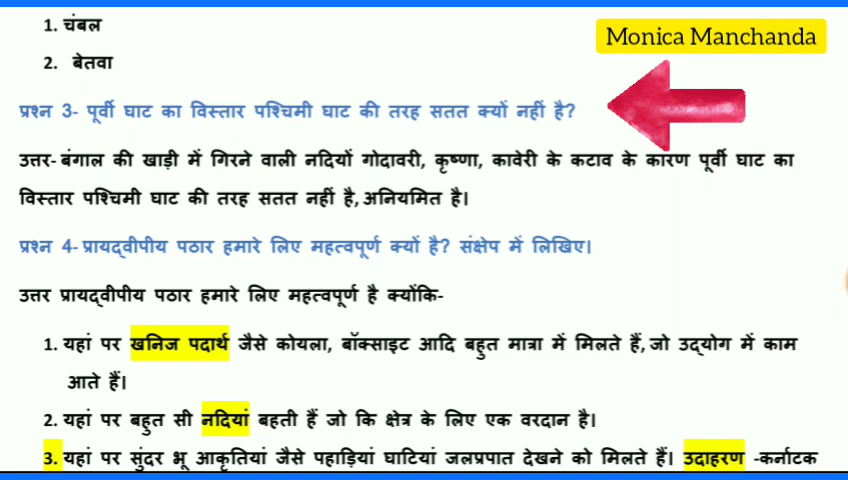 1. चंबल
Monica Manchanda
2. बेतवा
प्रश्न 3- पूर्वी घाट का विस्तार पश्चिमी घाट की तरह सतत क्यों नहीं है?
उत्तर- बंगाल की खाड़ी में गिरने वाली नदियों गोदावरी, कृष्णा, कावेरी के कटाव के कारण पूर्वी घाट का
विस्तार पश्चिमी घाट की तरह सतत नहीं है, अनियमित है।
प्रश्न 4- प्रायद्वीपीय पठार हमारे लिए महत्वपूर्ण क्यों है? संक्षेप में लिखिए।
उत्तर प्रायद्वीपीय पठार हमारे लिए महत्वपूर्ण है क्योंकि-
1. यहां पर खनिज पदार्थ जैसे कोयला, बॉक्साइट आदि बहुत मात्रा में मिलते हैं, जो उद्योग में काम
आते हैं।
2. यहां पर बहुत सी नदियां बहती हैं जो कि क्षेत्र के लिए एक वरदान है।
3. यहां पर सुंदर भू आकृतियां जैसे पहाड़ियां घाटियां जलप्रपात देखने को मिलते हैं। उदाहरण -कर्नाटक